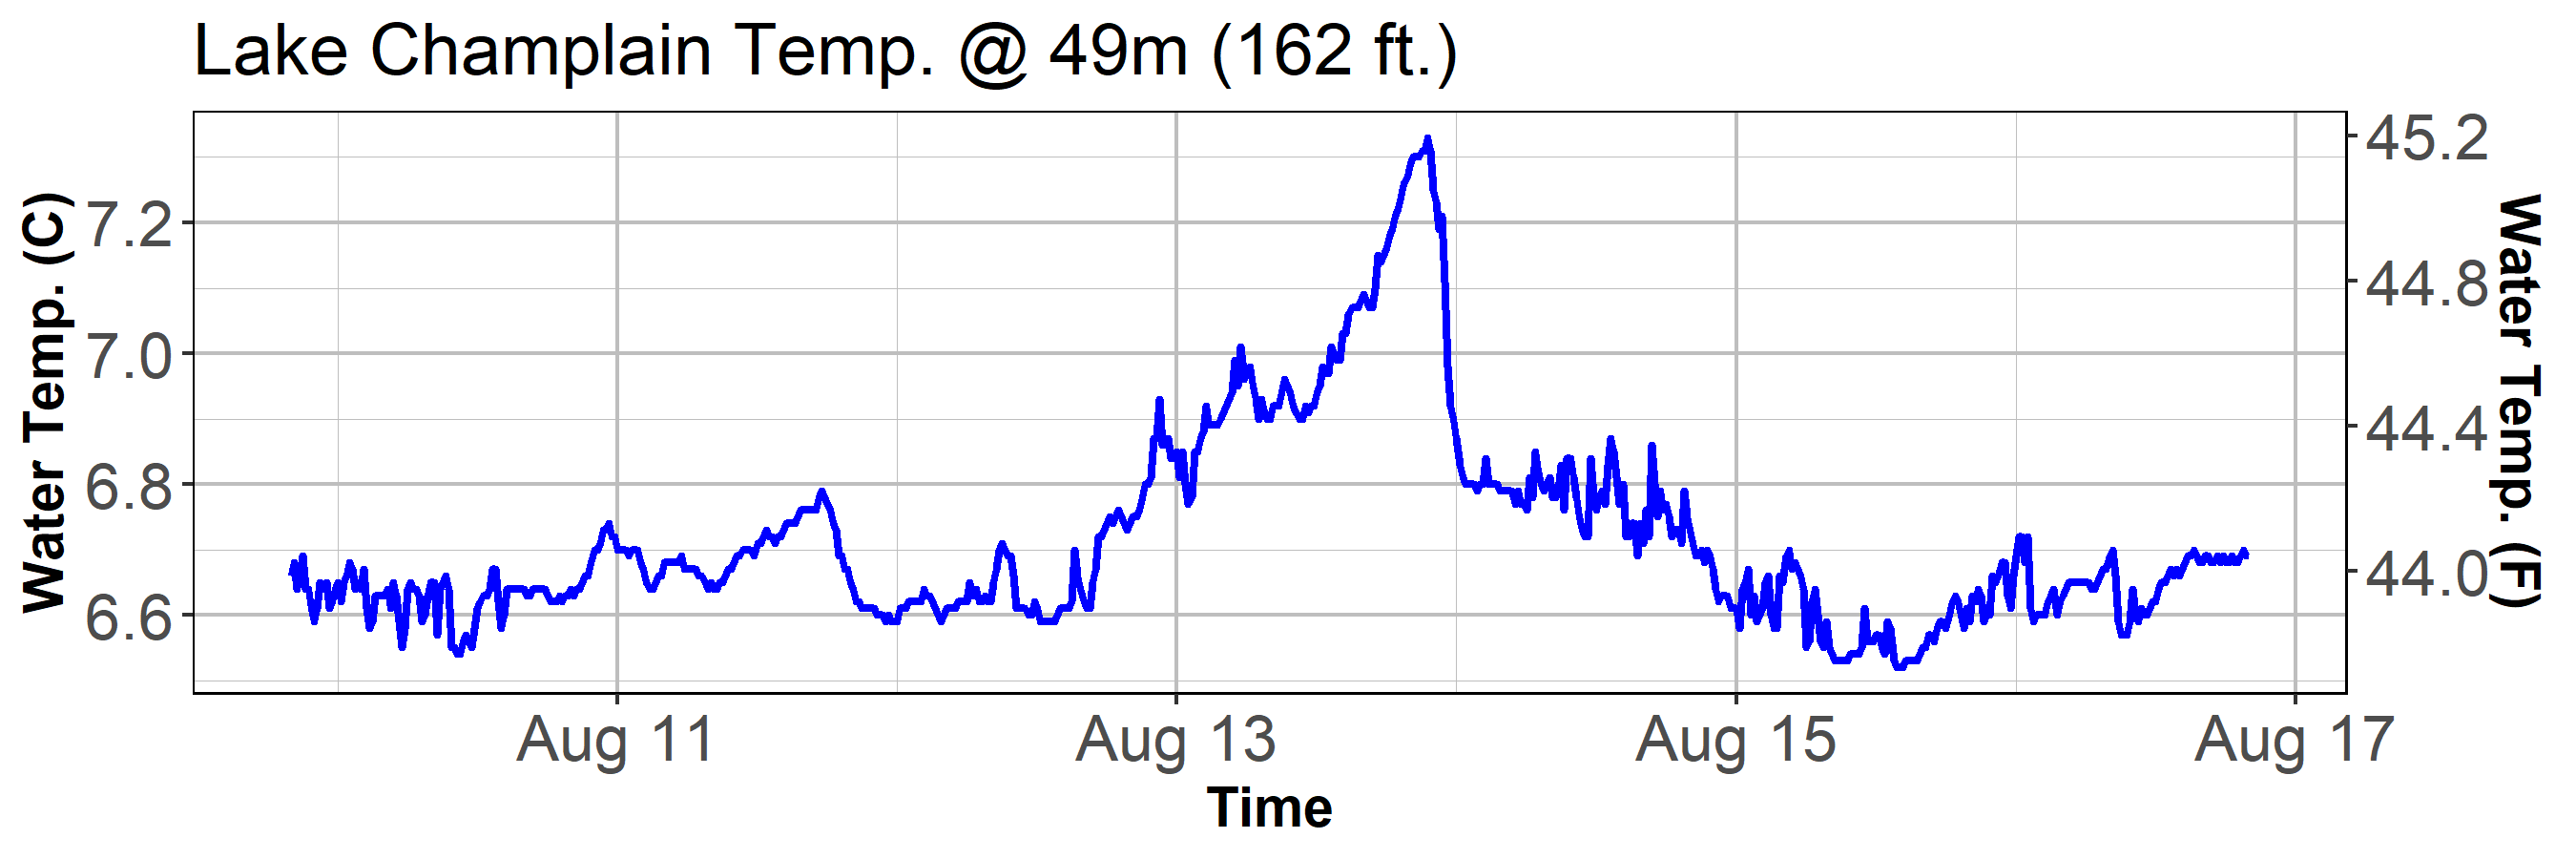 Lake Champlain Temp. @ 49m (162 ft.)
Water Temp. (C)
7.2
7.0
6.8
6.6
45.2
44.8
44.4
44.0
Water Temp. (F)
Aug 11
Aug 13
Aug 15
Aug 17
Time